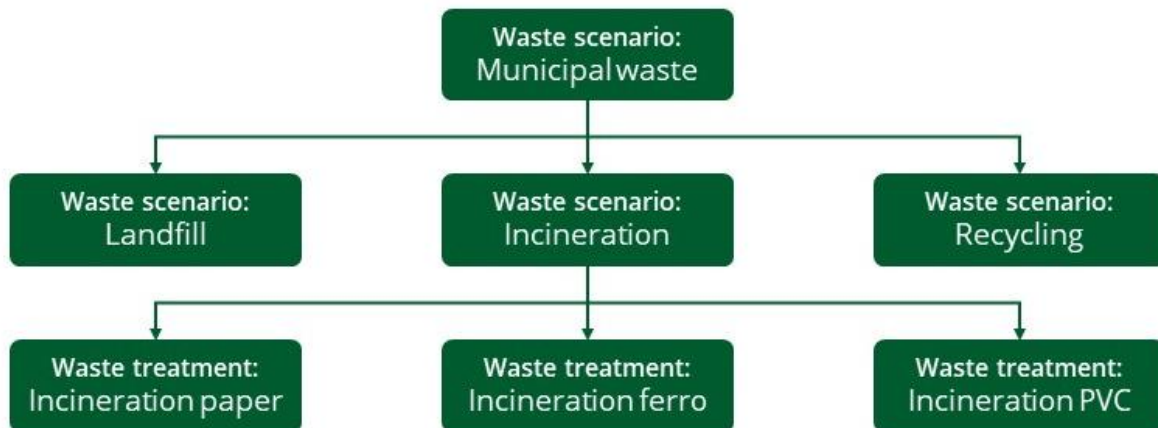 Waste scenario:
Municipal waste
Waste scenario:
Landfill
Waste scenario:
Incineration
Waste scenario:
Recycling
Waste treatment:
Incineration paper
Waste treatment:
Incineration ferro
Waste treatment:
Incineration PVC